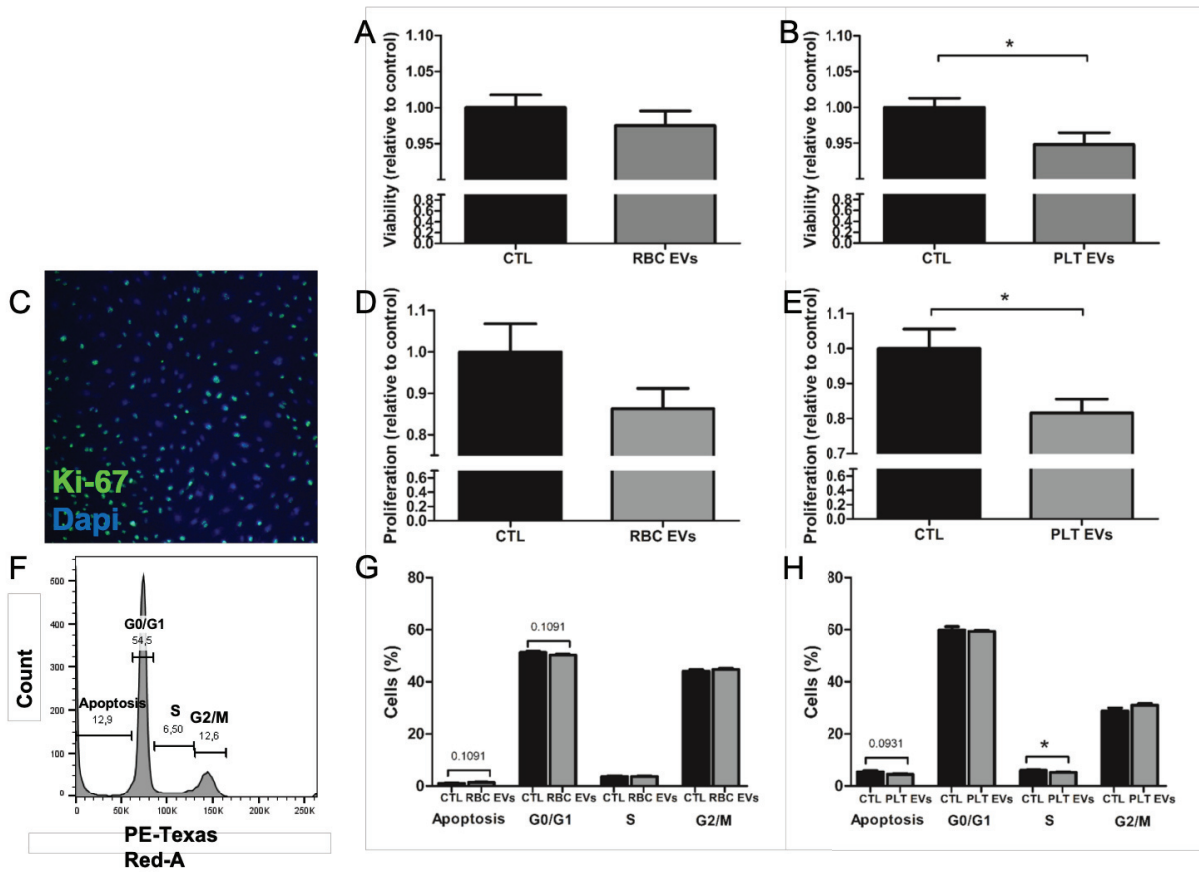 A
Viability (relative to control)
1.10
1.05
1.00
0.95
0.8
0.6
0.4
0.2
0.0
CTL
RBC EVs
B
Viability (relative to control)
1.10
1.05
1.00
0.95
0.8
0.6
0.4
0.2
0.0
*
CTL
PLT EVs
C
Ki-67
Dapi
D
Proliferation (relative to control)
1.1
1.0
0.9
0.8
0.6
0.4
0.2
0.0
CTL
RBC EVs
E
Proliferation (relative to control)
1.1
1.0
0.9
0.8
0.7
0.6
0.4
0.2
0.0
*
CTL
PLT EVs
F
Count
500
400
300
200
100
0
G0/G1
54,5
Apoptosis
12,9
S
6,50
G2/M
12,6
0 50K 100K 150K 200K 250K
PE-Texas
Red-A
G
Cells (%)
80
60
40
20
0
0.1091
0.1091
CTL RBC EVs CTL RBC EVs CTL RBC EVs CTL RBC EVs
Apoptosis G0/G1 S G2/M
H
Cells (%)
80
60
40
20
0
0.0931
*
CTL PLT EVs CTL PLT EVs CTL PLT EVs CTL PLT EVs
Apoptosis G0/G1 S G2/M